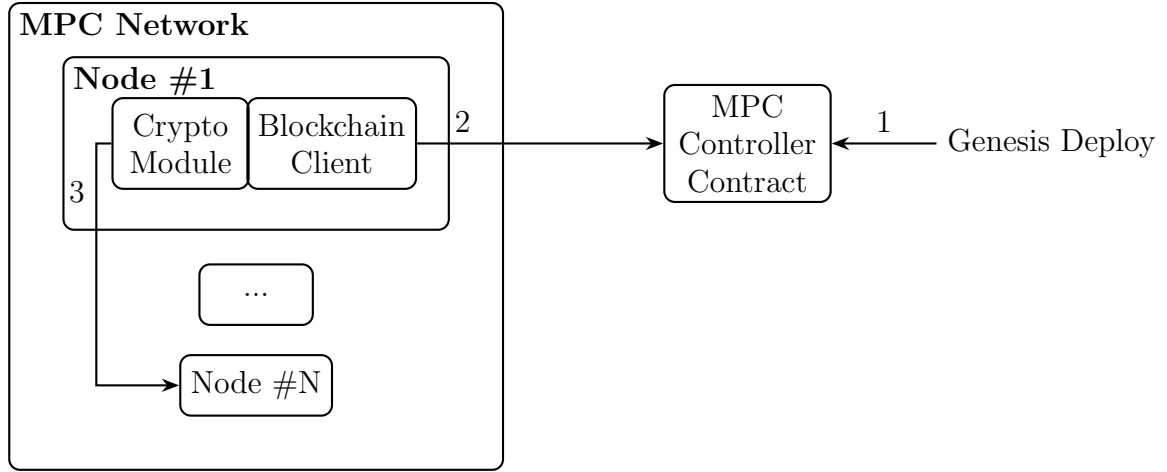 MPC Network
Node #1
Crypto
Module
Blockchain
Client
2
3
MPC
Controller
Contract
1
Genesis Deploy
...
Node #N